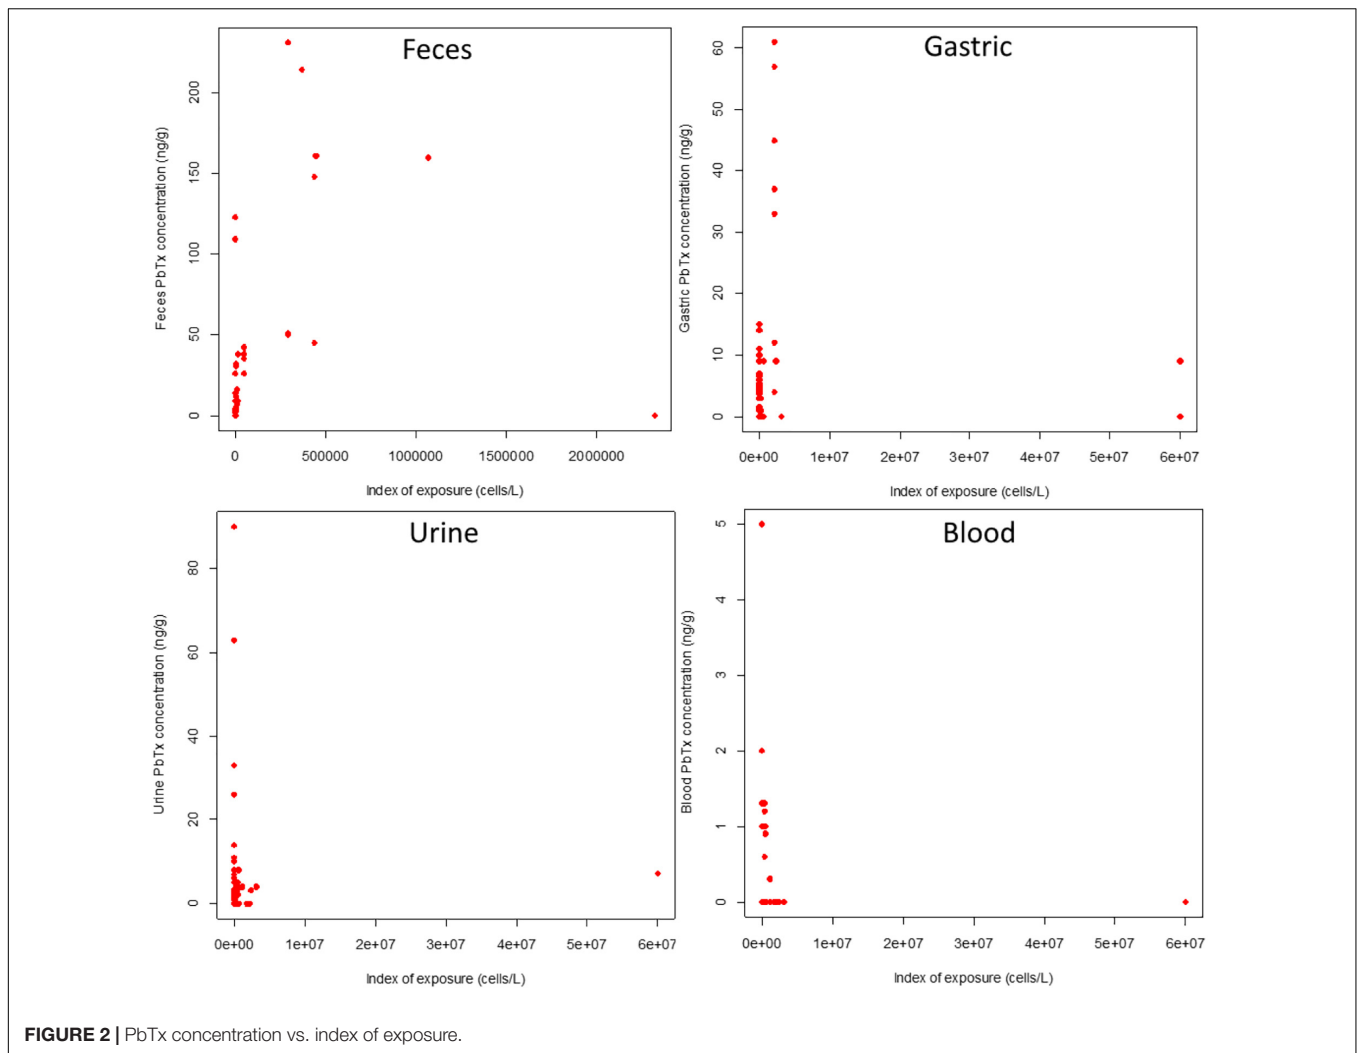 Feces
Feces PbTx concentration (ng/g)
200
150
100
50
0
0 500000 1000000 1500000 2000000
Index of exposure (cells/L)
Gastric
Gastric PbTx concentration (ng/g)
60
50
40
30
20
10
0
0e+00 1e+07 2e+07 3e+07 4e+07 5e+07 6e+07
Index of exposure (cells/L)
Urine
Urine PbTx concentration (ng/g)
80
60
40
20
0
0e+00 1e+07 2e+07 3e+07 4e+07 5e+07 6e+07
Index of exposure (cells/L)
Blood
Blood PbTx concentration (ng/g)
5
4
3
2
1
0
0e+00 1e+07 2e+07 3e+07 4e+07 5e+07 6e+07
Index of exposure (cells/L)
FIGURE 2 | PbTx concentration vs. index of exposure.